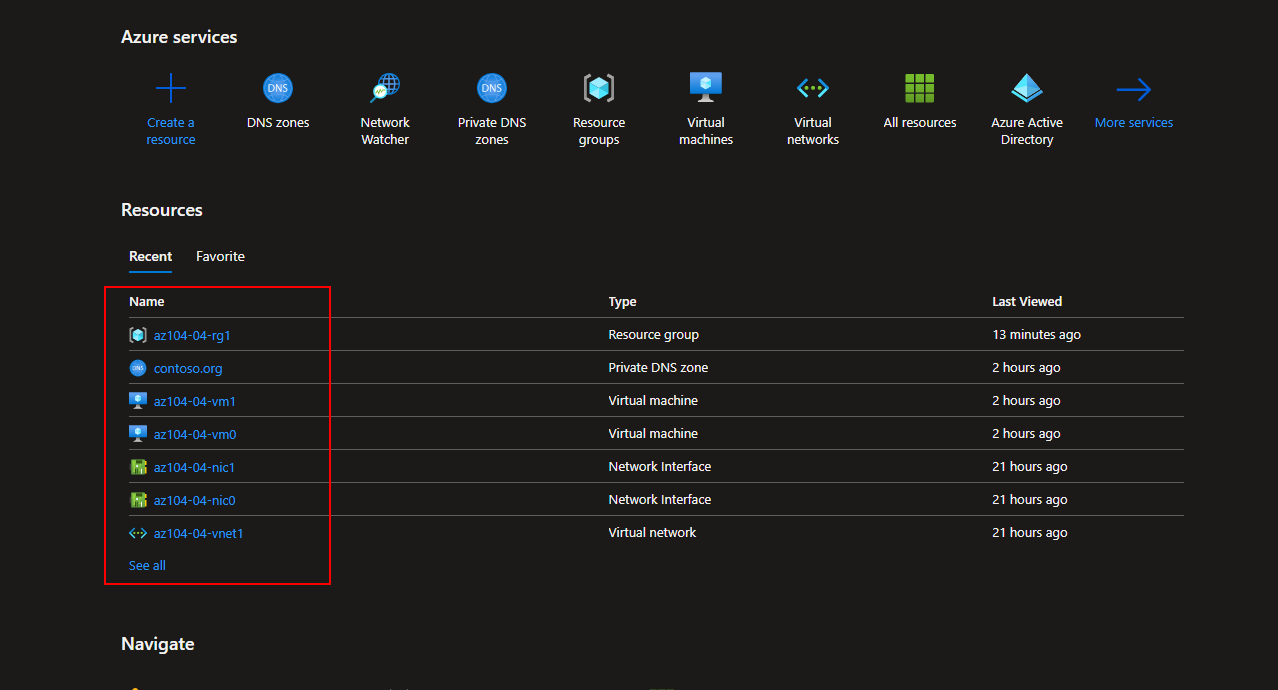 Azure services
DNS
DNS
Create a resource
DNS zones
Network Watcher
Private DNS zones
Resource groups
Virtual machines
Virtual networks
All resources
Azure Active Directory
More services
Resources
Recent Favorite
Name Type Last Viewed
az104-04-rg1 Resource group 13 minutes ago
DNS contoso.org Private DNS zone 2 hours ago
az104-04-vm1 Virtual machine 2 hours ago
az104-04-vm0 Virtual machine 2 hours ago
az104-04-nic1 Network Interface 21 hours ago
az104-04-nic0 Network Interface 21 hours ago
az104-04-vnet1 Virtual network 21 hours ago
See all
Navigate